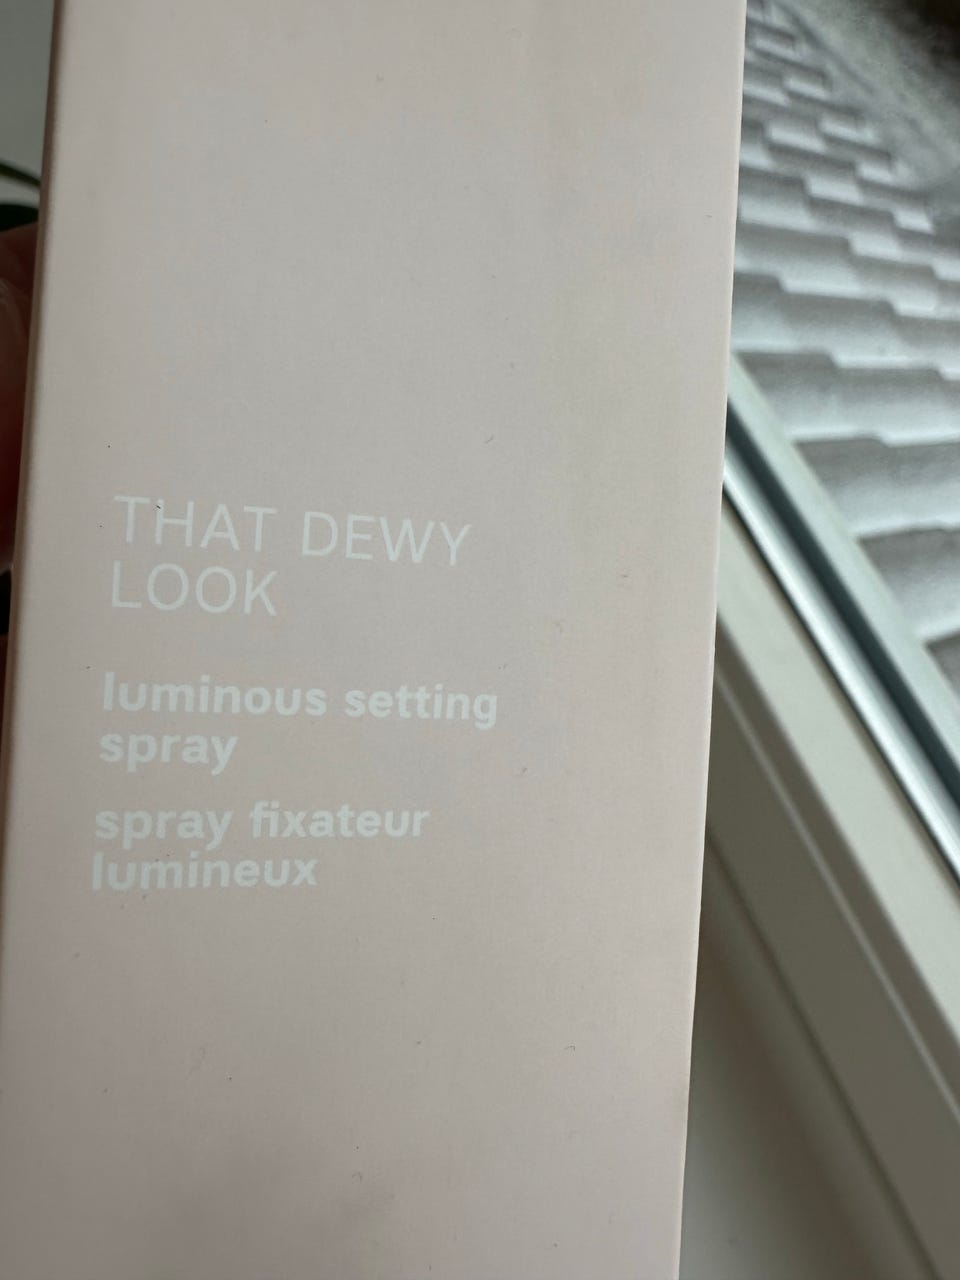 THAT DEWY
LOOK
luminous setting
spray
spray fixateur
lumineux